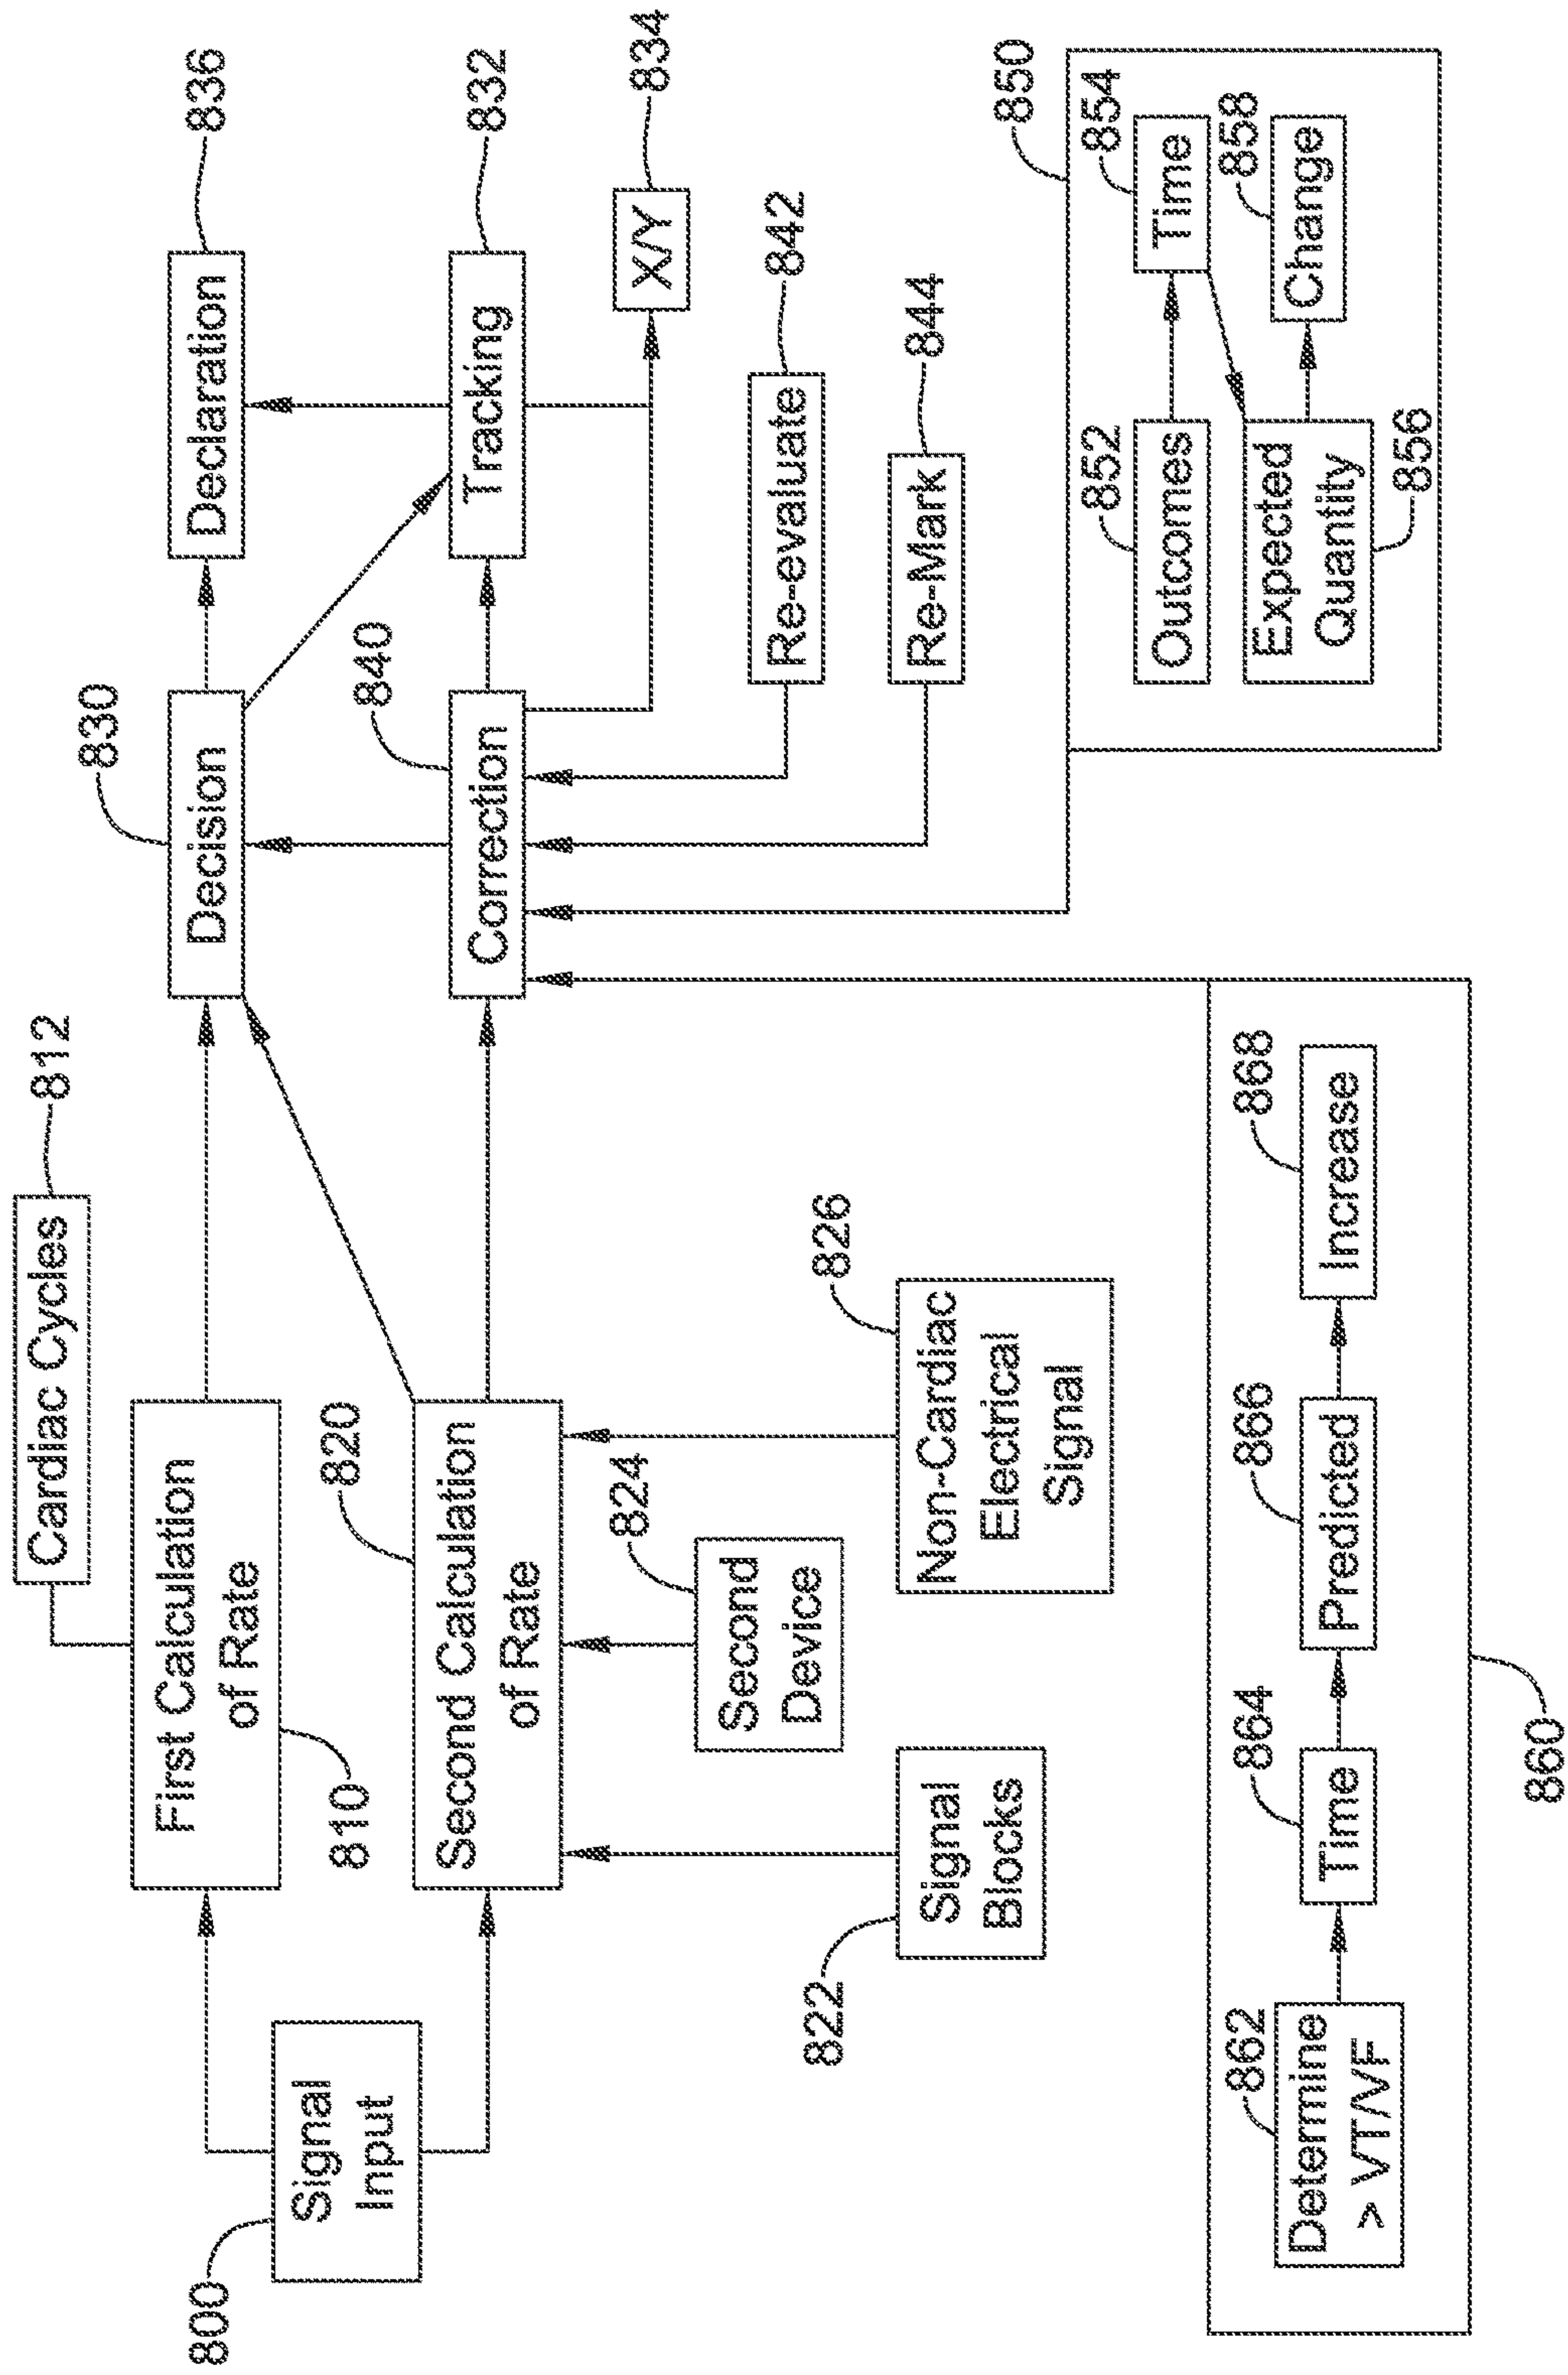 812
Cardiac Cycles
830
836
First Calculation
of Rate
Decision
Declaration
800
Signal
Input
810
820
840
832
Second Calculation
of Rate
Correction
Tracking
834
X/Y
824
Second
Device
842
Re-evaluate
822
Signal
Blocks
826
Non-Cardiac
Electrical
Signal
844
Re-Mark
850
852
854
Outcomes
Time
858
Expected
Quantity
Change
856
862
864
866
868
Determine
> VT/VF
Time
Predicted
Increase
860